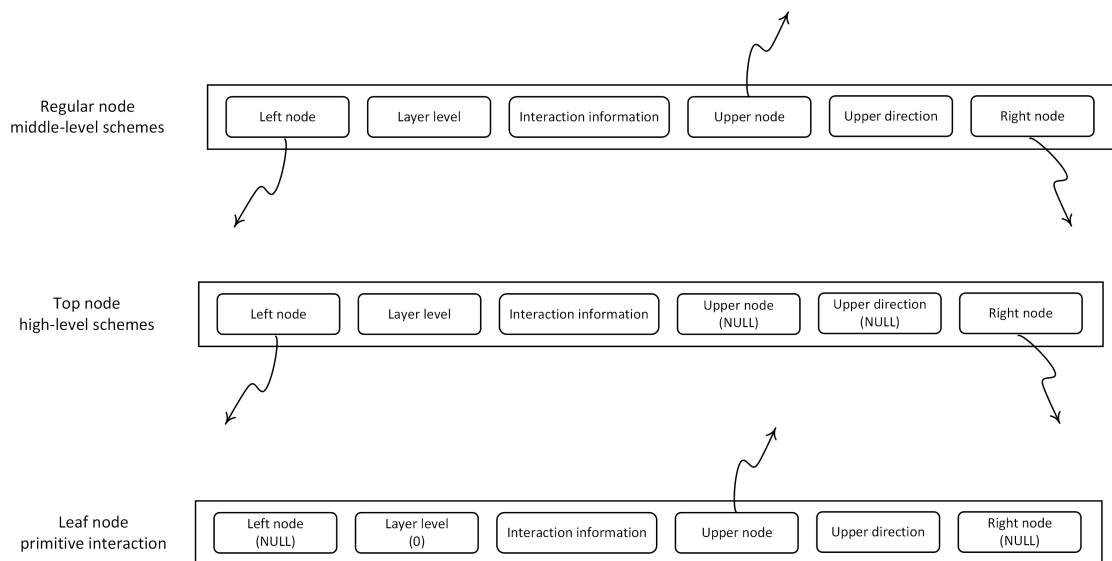 Regular node
middle-level schemes
Left node
Layer level
Interaction information
Upper node
Upper direction
Right node
Top node
high-level schemes
Left node
Layer level
Interaction information
Upper node
(NULL)
Upper direction
(NULL)
Right node
Leaf node
primitive interaction
Left node
(NULL)
Layer level
(0)
Interaction information
Upper node
Upper direction
Right node
(NULL)